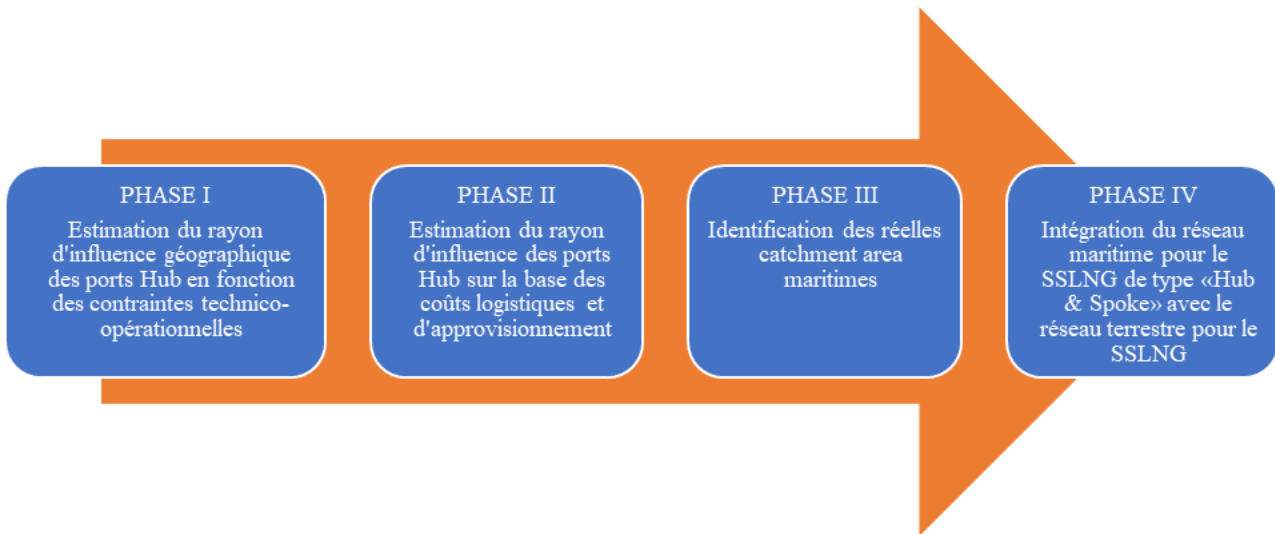 PHASE I
Estimation du rayon
d'influence géographique
des ports Hub en fonction
des contraintes technico-
opérationnelles
PHASE II
Estimation du rayon
d'influence des ports
Hub sur la base des
coûts logistiques et
d'approvisionnement
PHASE III
Identification des réelles
catchment area
maritimes
PHASE IV
Intégration du réseau
maritime pour le
SSLNG de type «Hub
& Spoke» avec le
réseau terrestre pour le
SSLNG